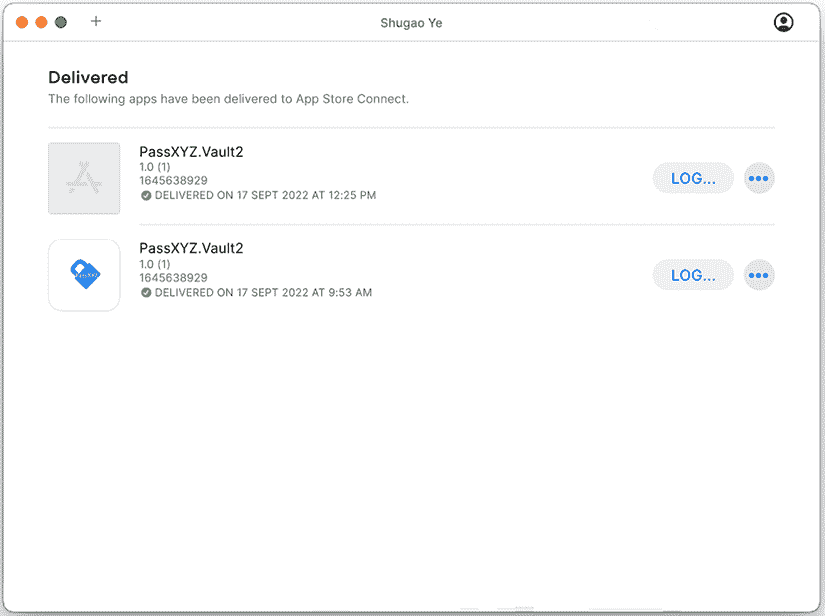 Shugao Ye
Delivered
The following apps have been delivered to App Store Connect.
PassXYZ.Vault2
1.0 (1)
1645638929
DELIVERED ON 17 SEPT 2022 AT 12:25 PM
LOG...
PassXYZ.Vault2
1.0 (1)
1645638929
DELIVERED ON 17 SEPT 2022 AT 9:53 AM
LOG...